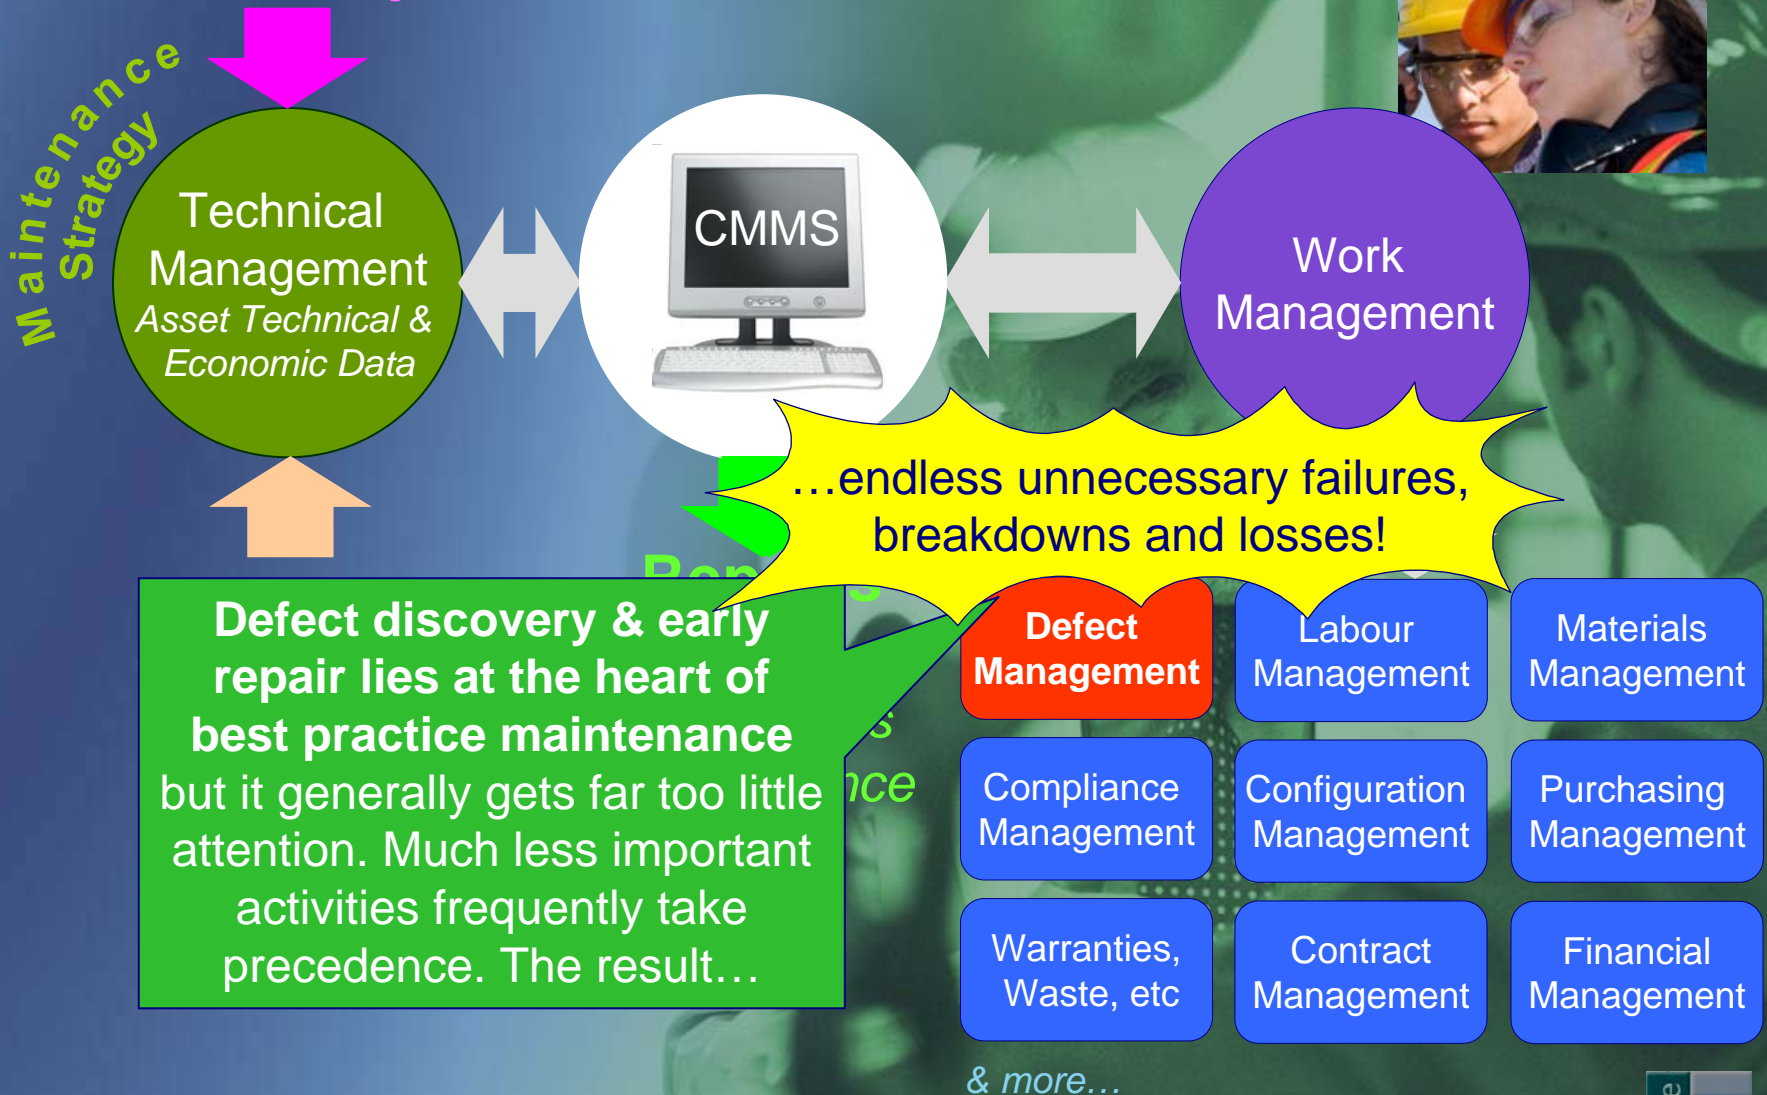 Maintenance
Strategy
Technical
Management
Asset Technical &
Economic Data
CMMS
Work
Management
…endless unnecessary failures,
breakdowns and losses!
Defect discovery & early
repair lies at the heart of
best practice maintenance
but it generally gets far too little
attention. Much less important
activities frequently take
precedence. The result…
Defect
Management
Labour
Management
Materials
Management
Compliance
Management
Configuration
Management
Purchasing
Management
Warranties,
Waste, etc
Contract
Management
Financial
Management
& more…